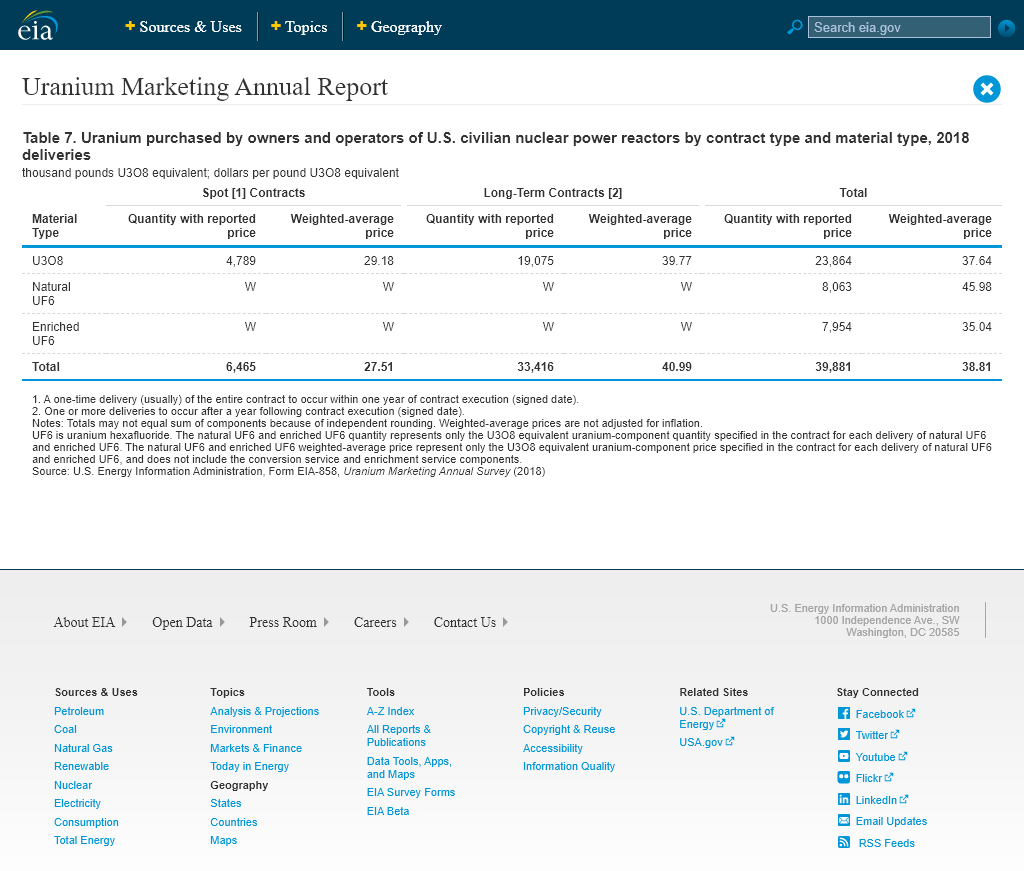 eia
Sources & Uses
Topics
Geography
Search eia.gov
Uranium Marketing Annual Report
Table 7. Uranium purchased by owners and operators of U.S. civilian nuclear power reactors by contract type and material type, 2018
deliveries
thousand pounds U3O8 equivalent; dollars per pound U3O8 equivalent
Spot [1] Contracts Long-Term Contracts [2] Total
Material Quantity with reported Weighted-average Quantity with reported Weighted-average Quantity with reported Weighted-average
Type price price price price price price
U3O8 4,789 29.18 19,075 39.77 23,864 37.64
Natural W W W W 8,063 45.98
UF6
Enriched W W W W 7,954 35.04
UF6
Total 6,465 27.51 33,416 40.99 39,881 38.81
1. A one-time delivery (usually) of the entire contract to occur within one year of contract execution (signed date).
2. One or more deliveries to occur after a year following contract execution (signed date).
Notes: Totals may not equal sum of components because of independent rounding. Weighted-average prices are not adjusted for inflation.
UF6 is uranium hexafluoride. The natural UF6 and enriched UF6 quantity represents only the U3O8 equivalent uranium-component quantity specified in the contract for each delivery of natural UF6
and enriched UF6. The natural UF6 and enriched UF6 weighted-average price represent only the U3O8 equivalent uranium-component price specified in the contract for each delivery of natural UF6
and enriched UF6, and does not include the conversion service and enrichment service components.
Source: U.S. Energy Information Administration, Form EIA-858, Uranium Marketing Annual Survey (2018)
About EIA
Open Data
Press Room
Careers
Contact Us
U.S. Energy Information Administration
1000 Independence Ave., SW
Washington, DC 20585
Sources & Uses
Petroleum
Coal
Natural Gas
Renewable
Nuclear
Electricity
Consumption
Total Energy
Topics
Analysis & Projections
Environment
Markets & Finance
Today in Energy
Geography
States
Countries
Maps
Tools
A-Z Index
All Reports &
Publications
Data Tools, Apps,
and Maps
EIA Survey Forms
EIA Beta
Policies
Privacy/Security
Copyright & Reuse
Accessibility
Information Quality
Related Sites
U.S. Department of
Energy
USA.gov
Stay Connected
Facebook
Twitter
Youtube
Flickr
LinkedIn
Email Updates
RSS Feeds